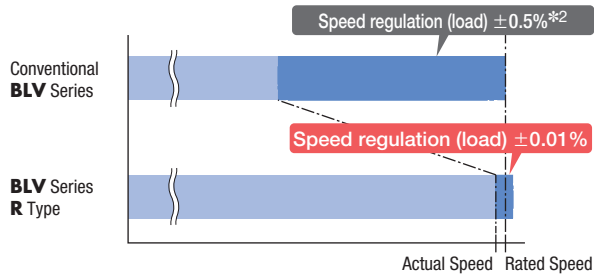 Speed regulation (load) ±0.5%*2
Conventional
BLV Series
Speed regulation (load) ±0.01%
BLV Series
R Type
Actual Speed
Rated Speed